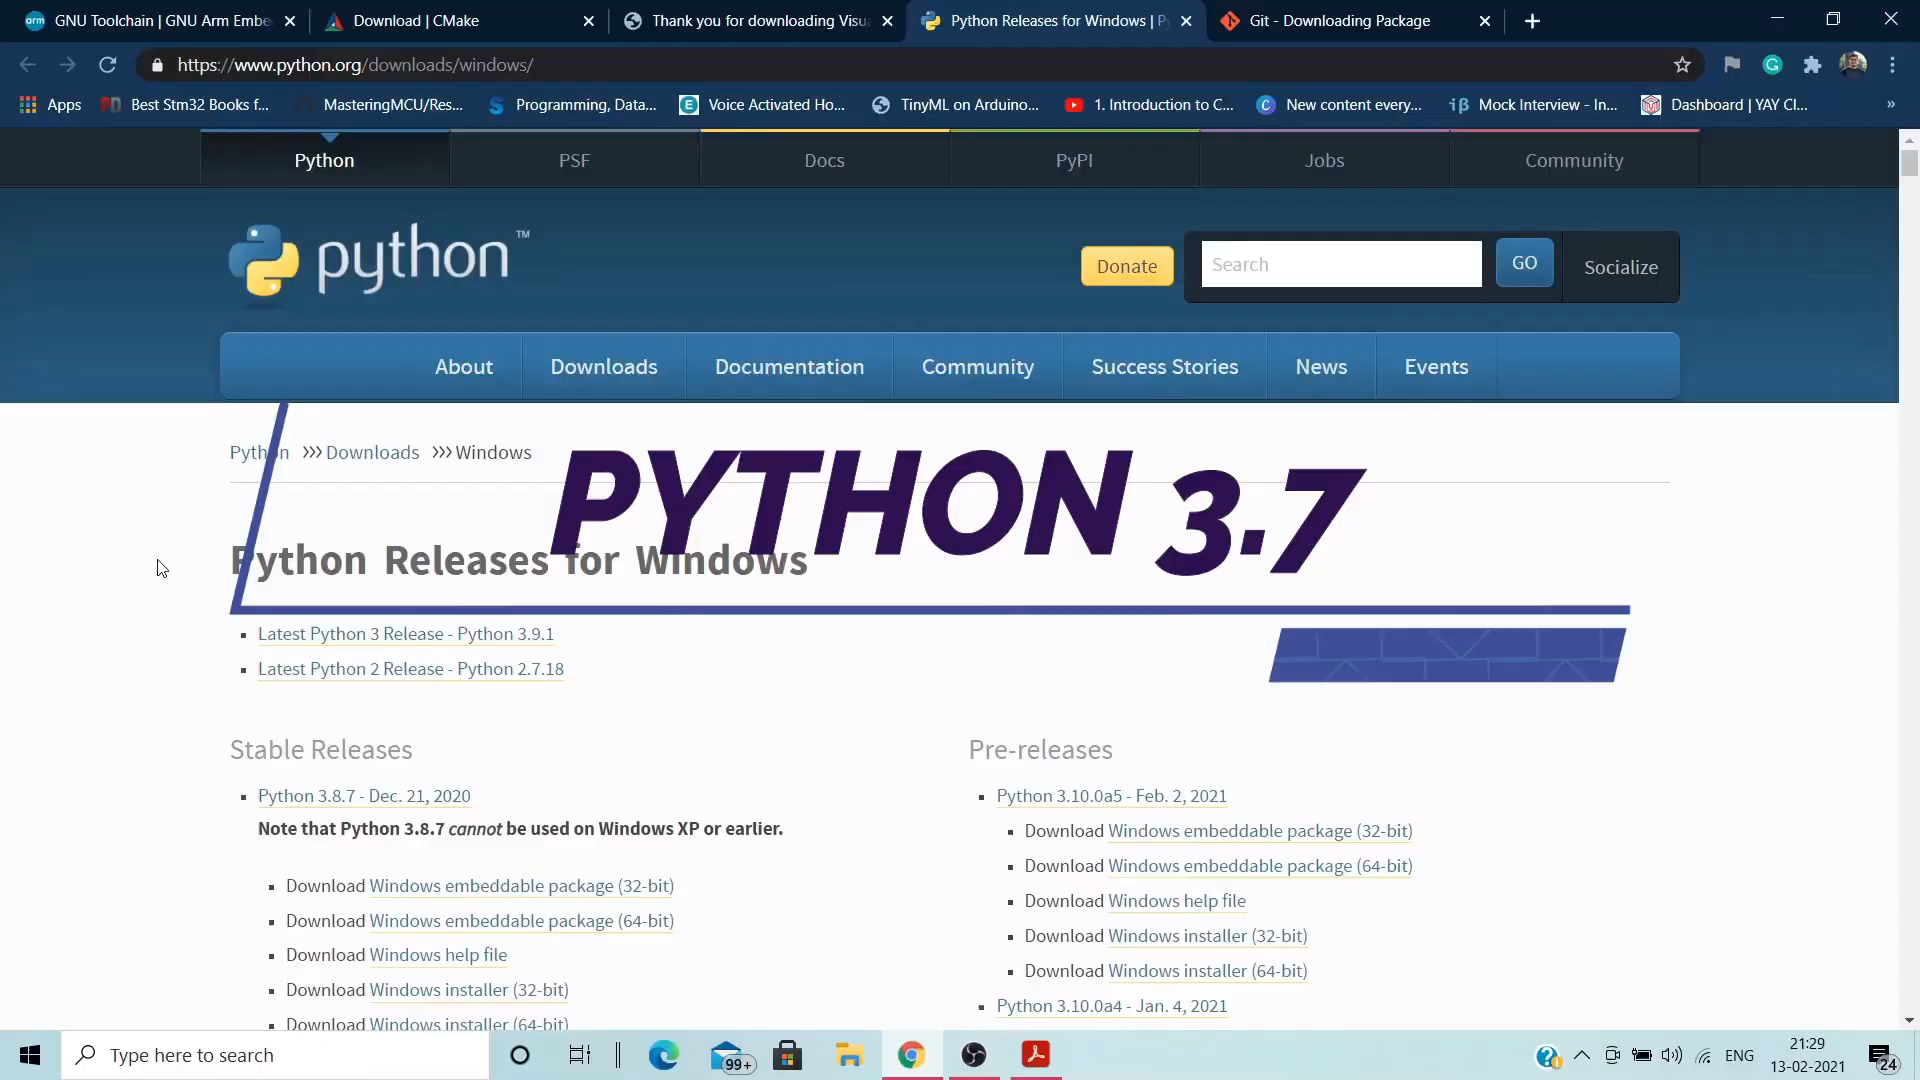 GNU Toolchain | GNU Arm Embe
Download | CMake
Thank you for downloading Visu
Python Releases for Windows | P
Git - Downloading Package
https://www.python.org/downloads/windows/
Apps
Best Stm32 Books f...
MasteringMCU/Res...
Programming, Data...
Voice Activated Ho...
TinyML on Arduino...
1. Introduction to C...
New content every...
Mock Interview - In...
Dashboard | YAY Cl...
»
Python
PSF
Docs
PyPI
Jobs
Community
python™
Donate
Search
GO
Socialize
About
Downloads
Documentation
Community
Success Stories
News
Events
Python >>> Downloads >>> Windows
PYTHON 3.7
Python Releases for Windows
Latest Python 3 Release - Python 3.9.1
Latest Python 2 Release - Python 2.7.18
Stable Releases
Python 3.8.7 - Dec. 21, 2020
Note that Python 3.8.7 cannot be used on Windows XP or earlier.
Download Windows embeddable package (32-bit)
Download Windows embeddable package (64-bit)
Download Windows help file
Download Windows installer (32-bit)
Download Windows installer (64-bit)
Pre-releases
Python 3.10.0a5 - Feb. 2, 2021
Download Windows embeddable package (32-bit)
Download Windows embeddable package (64-bit)
Download Windows help file
Download Windows installer (32-bit)
Download Windows installer (64-bit)
Python 3.10.0a4 - Jan. 4, 2021
Type here to search
99+
ENG
21:29
13-02-2021
24